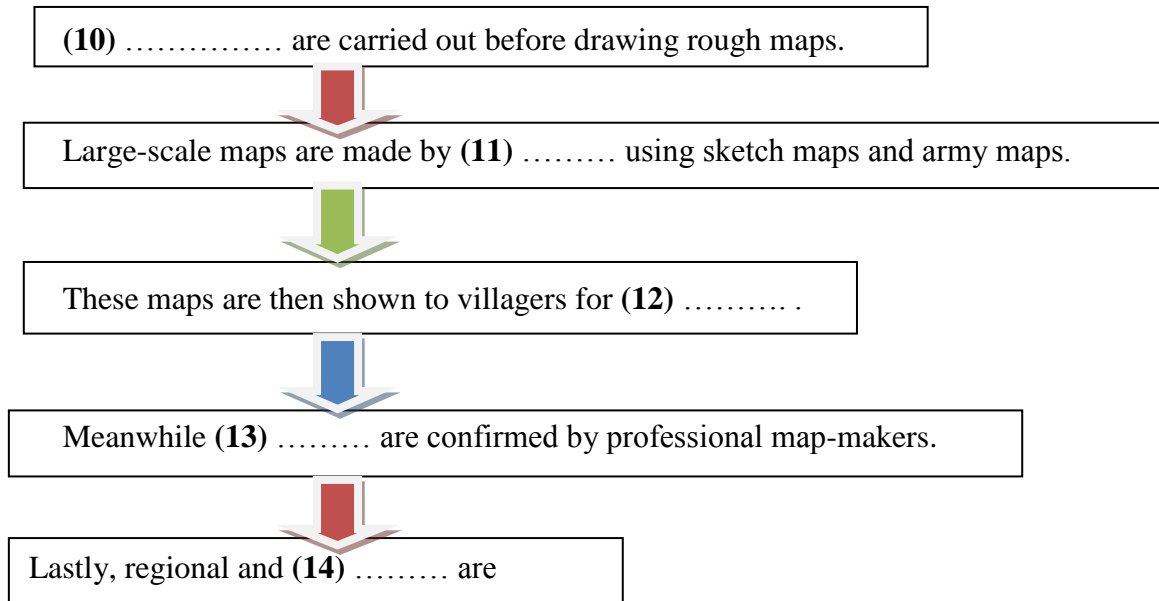 (10) …………… are carried out before drawing rough maps.
Large-scale maps are made by (11) ……… using sketch maps and army maps.
These maps are then shown to villagers for (12) ………. .
Meanwhile (13) ……… are confirmed by professional map-makers.
Lastly, regional and (14) ……… are